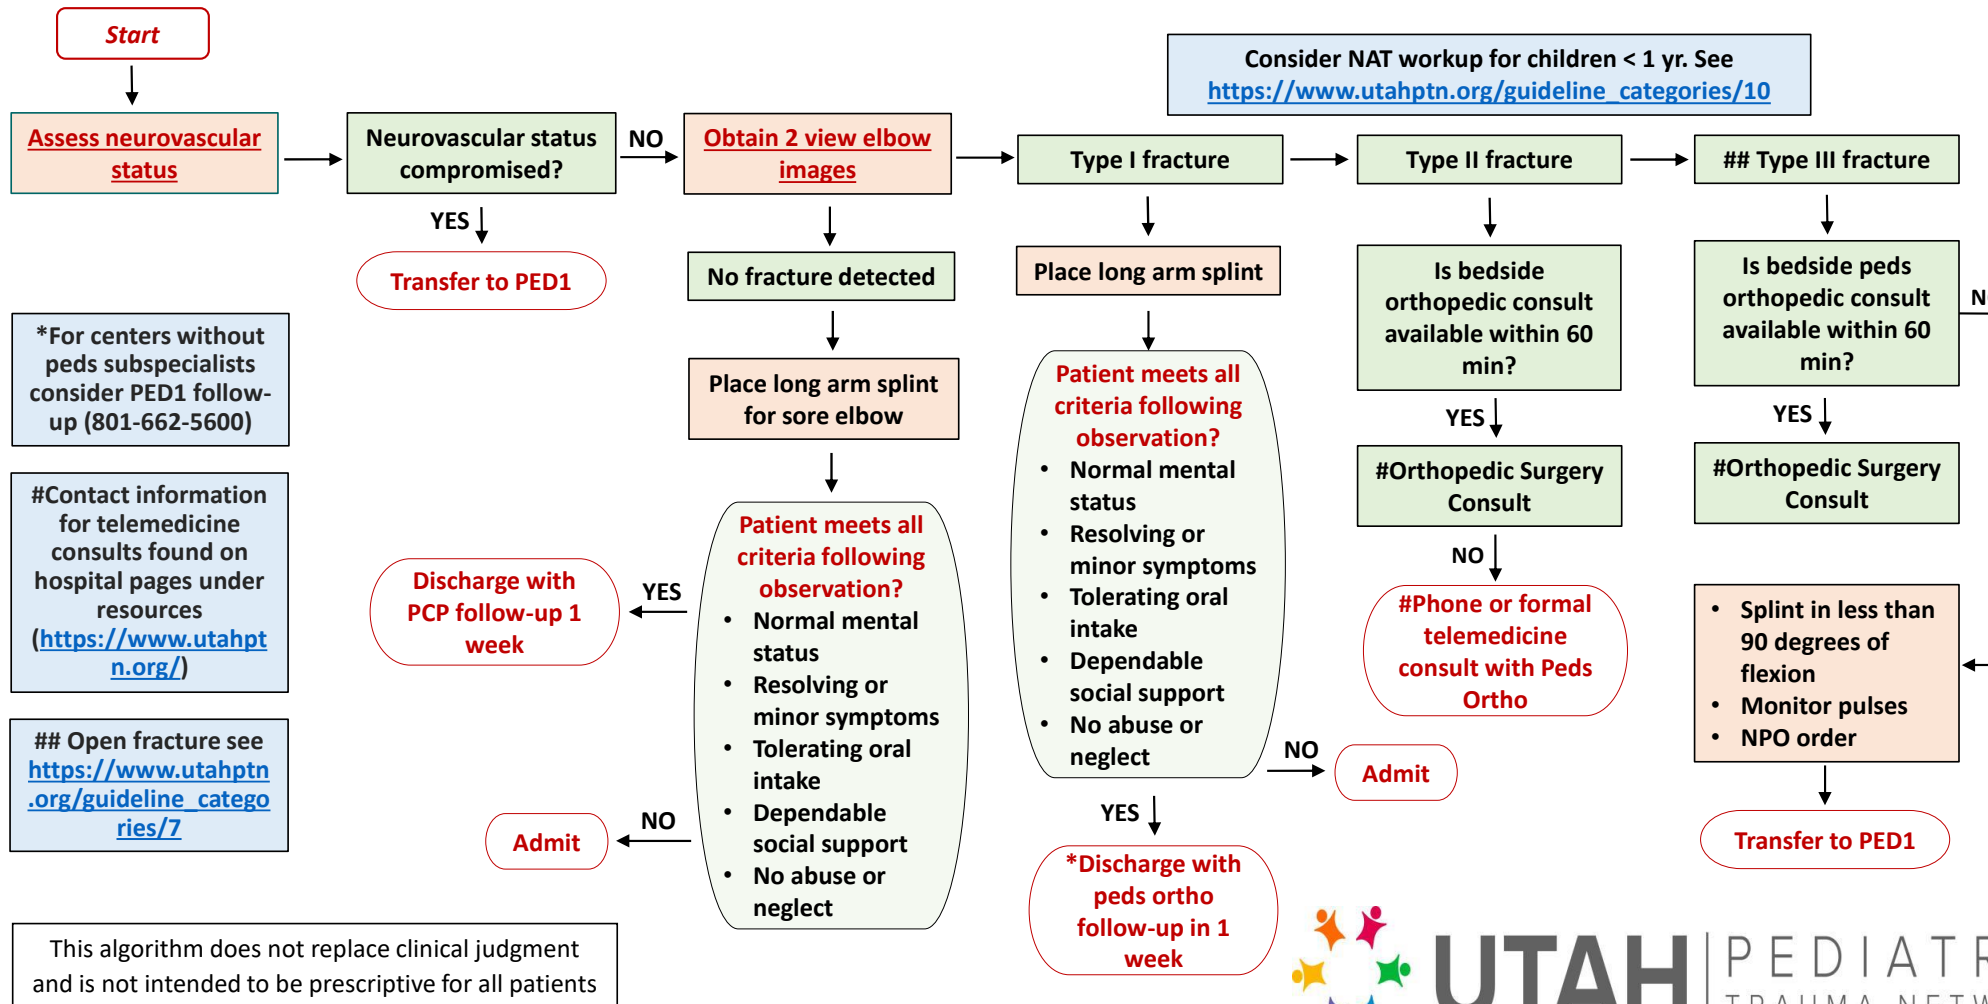 Start
Consider NAT workup for children < 1 yr. See
https://www.utahptn.org/guideline_categories/10
Assess neurovascular
status
Neurovascular status
compromised?
NO
Obtain 2 view elbow
images
Type I fracture
Type II fracture
## Type III fracture
YES
Transfer to PED1
No fracture detected
Place long arm splint
for sore elbow
Patient meets all
criteria following
observation?
• Normal mental
status
• Resolving or
minor symptoms
• Tolerating oral
intake
• Dependable
social support
• No abuse or
neglect
YES
Discharge with
PCP follow-up 1
week
NO
Admit
Place long arm splint
Patient meets all
criteria following
observation?
• Normal mental
status
• Resolving or
minor symptoms
• Tolerating oral
intake
• Dependable
social support
• No abuse or
neglect
NO
Admit
YES
*Discharge with
peds ortho
follow-up in 1
week
Is bedside
orthopedic consult
available within 60
min?
YES
#Orthopedic Surgery
Consult
NO
#Phone or formal
telemedicine
consult with Peds
Ortho
Is bedside peds
orthopedic consult
available within 60
min?
N
YES
#Orthopedic Surgery
Consult
• Splint in less than
90 degrees of
flexion
• Monitor pulses
• NPO order
Transfer to PED1
*For centers without
peds subspecialists
consider PED1 follow-
up (801-662-5600)
#Contact information
for telemedicine
consults found on
hospital pages under
resources
(https://www.utahpt
n.org/)
## Open fracture see
https://www.utahptn
.org/guideline_catego
ries/7
This algorithm does not replace clinical judgment
and is not intended to be prescriptive for all patients
UTAH
PEDIATR
TRAUMA NETW